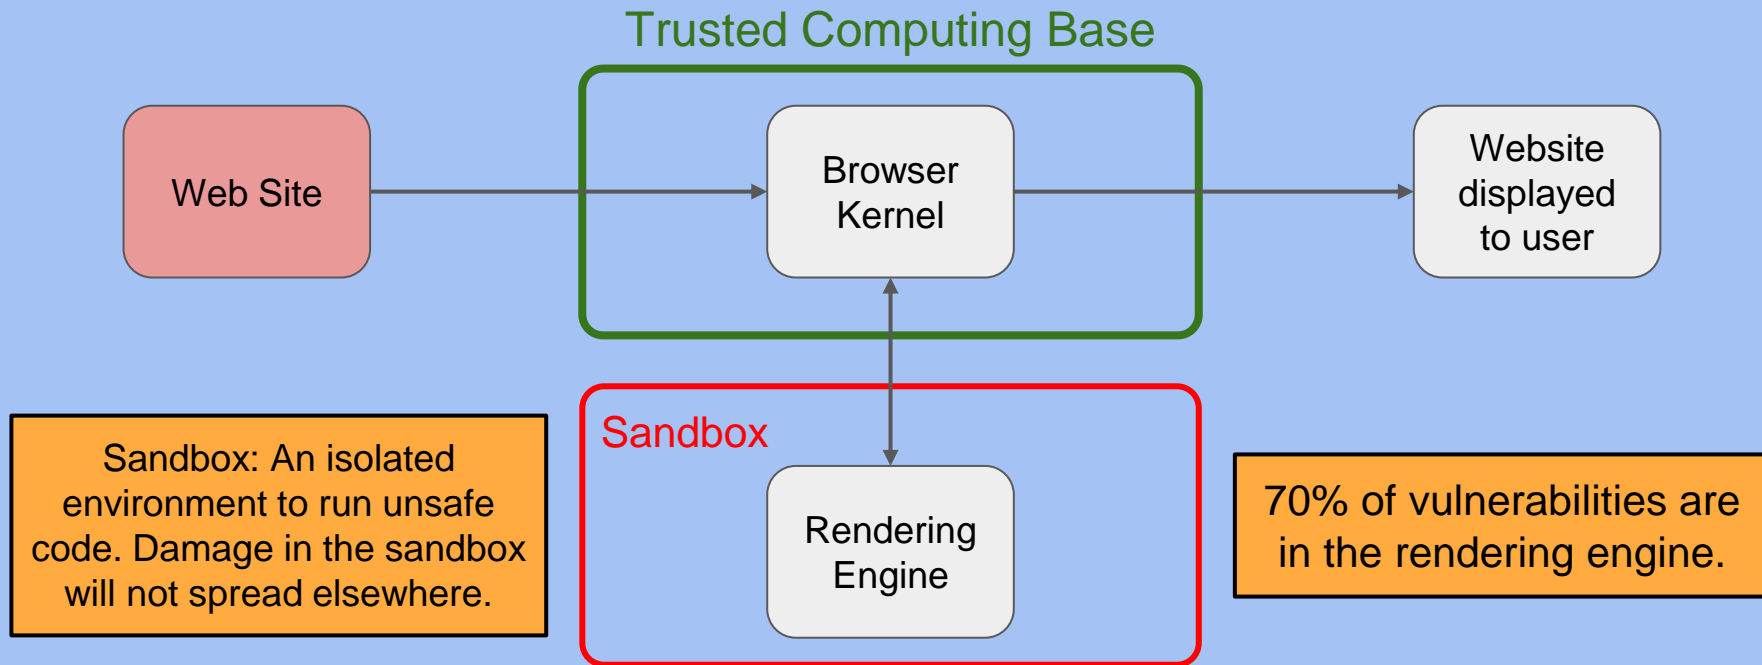 Trusted Computing Base
Web Site
Browser
Kernel
Website
displayed
to user
Sandbox
Sandbox: An isolated
environment to run unsafe
code. Damage in the sandbox
will not spread elsewhere.
Rendering
Engine
70% of vulnerabilities are
in the rendering engine.